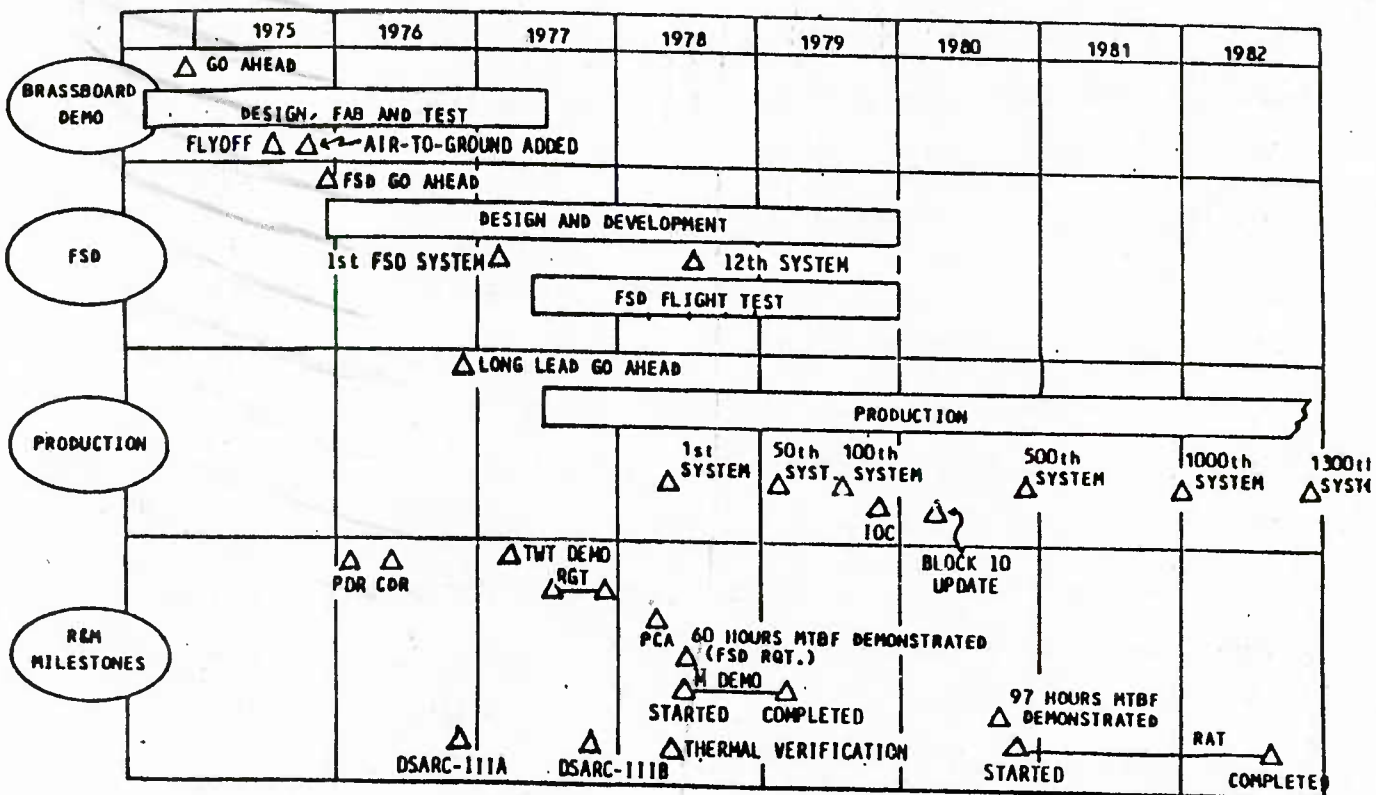 1975 1976 1977 1978 1979 1980 1981 1982
BRASSBOARD
DEMO
GO AHEAD
DESIGN, FAB AND TEST
FLYOFF AIR-TO-GROUND ADDED
FSD
FSD GO AHEAD
DESIGN AND DEVELOPMENT
1st FSD SYSTEM 12th SYSTEM
FSD FLIGHT TEST
PRODUCTION
LONG LEAD GO AHEAD
PRODUCTION
1st
SYSTEM
50th
SYST-
100th
SYSTEM
500th
SYSTEM
1000th
SYSTEM
1300tl
SYST
IOC
BLOCK 10
UPDATE
R&M
MILESTONES
PDR CDR
TWT DEMO
RGT
PCA
60 HOURS MTBF DEMONSTRATED
(FSD RQT.)
M DEMO
STARTED COMPLETED
97 HOURS MTBF
DEMONSTRATED
DSARC-IIIA
DSARC-IIIB
THERMAL VERIFICATION
RAT
STARTED
COMPLETED